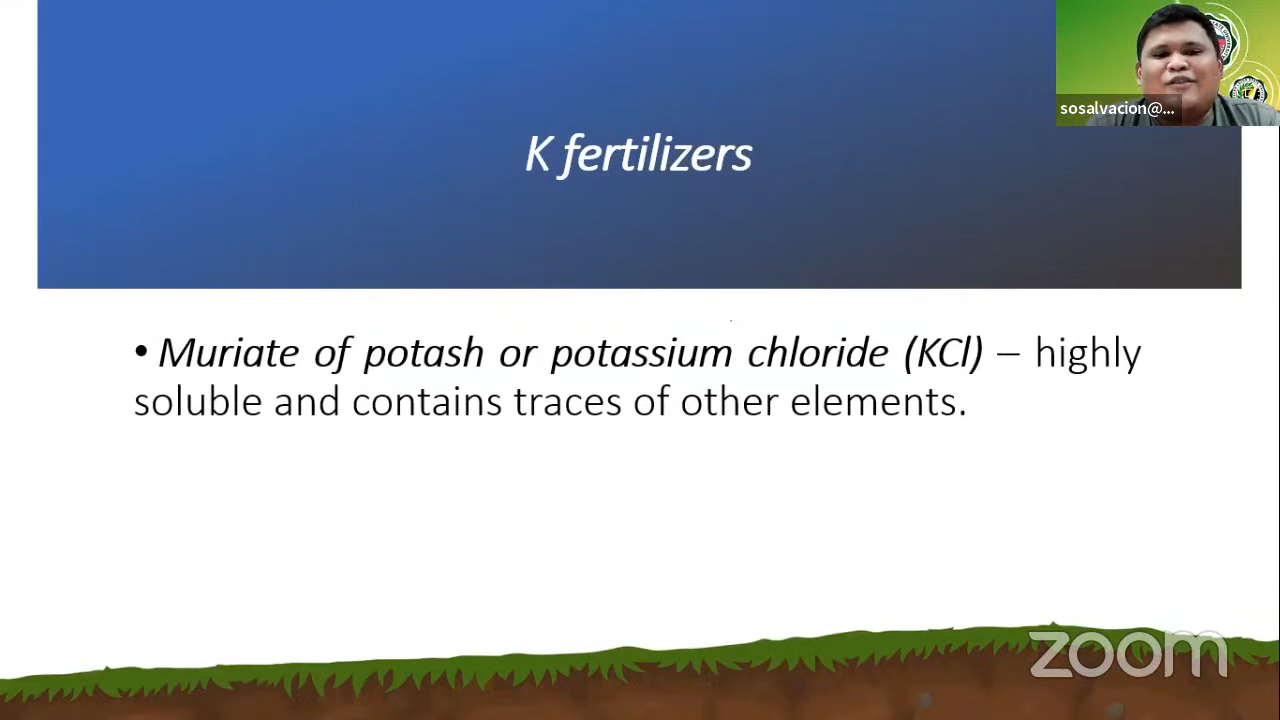 sosalvacion@...
K fertilizers
• Muriate of potash or potassium chloride (KCl) – highly
soluble and contains traces of other elements.
zoom